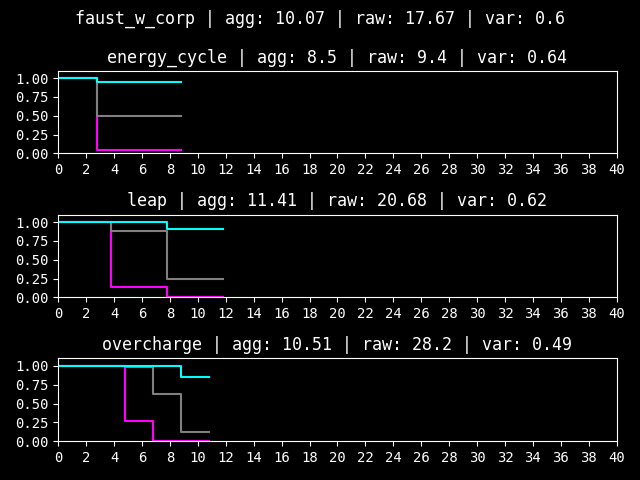 faust_w_corp | agg: 10.07 | raw: 17.67 | var: 0.6
energy_cycle | agg: 8.5 | raw: 9.4 | var: 0.64
1.00
0.75
0.50
0.25
0.00
0 2 4 6 8 10 12 14 16 18 20 22 24 26 28 30 32 34 36 38 40
leap | agg: 11.41 | raw: 20.68 | var: 0.62
1.00
0.75
0.50
0.25
0.00
0 2 4 6 8 10 12 14 16 18 20 22 24 26 28 30 32 34 36 38 40
overcharge | agg: 10.51 | raw: 28.2 | var: 0.49
1.00
0.75
0.50
0.25
0.00
0 2 4 6 8 10 12 14 16 18 20 22 24 26 28 30 32 34 36 38 40